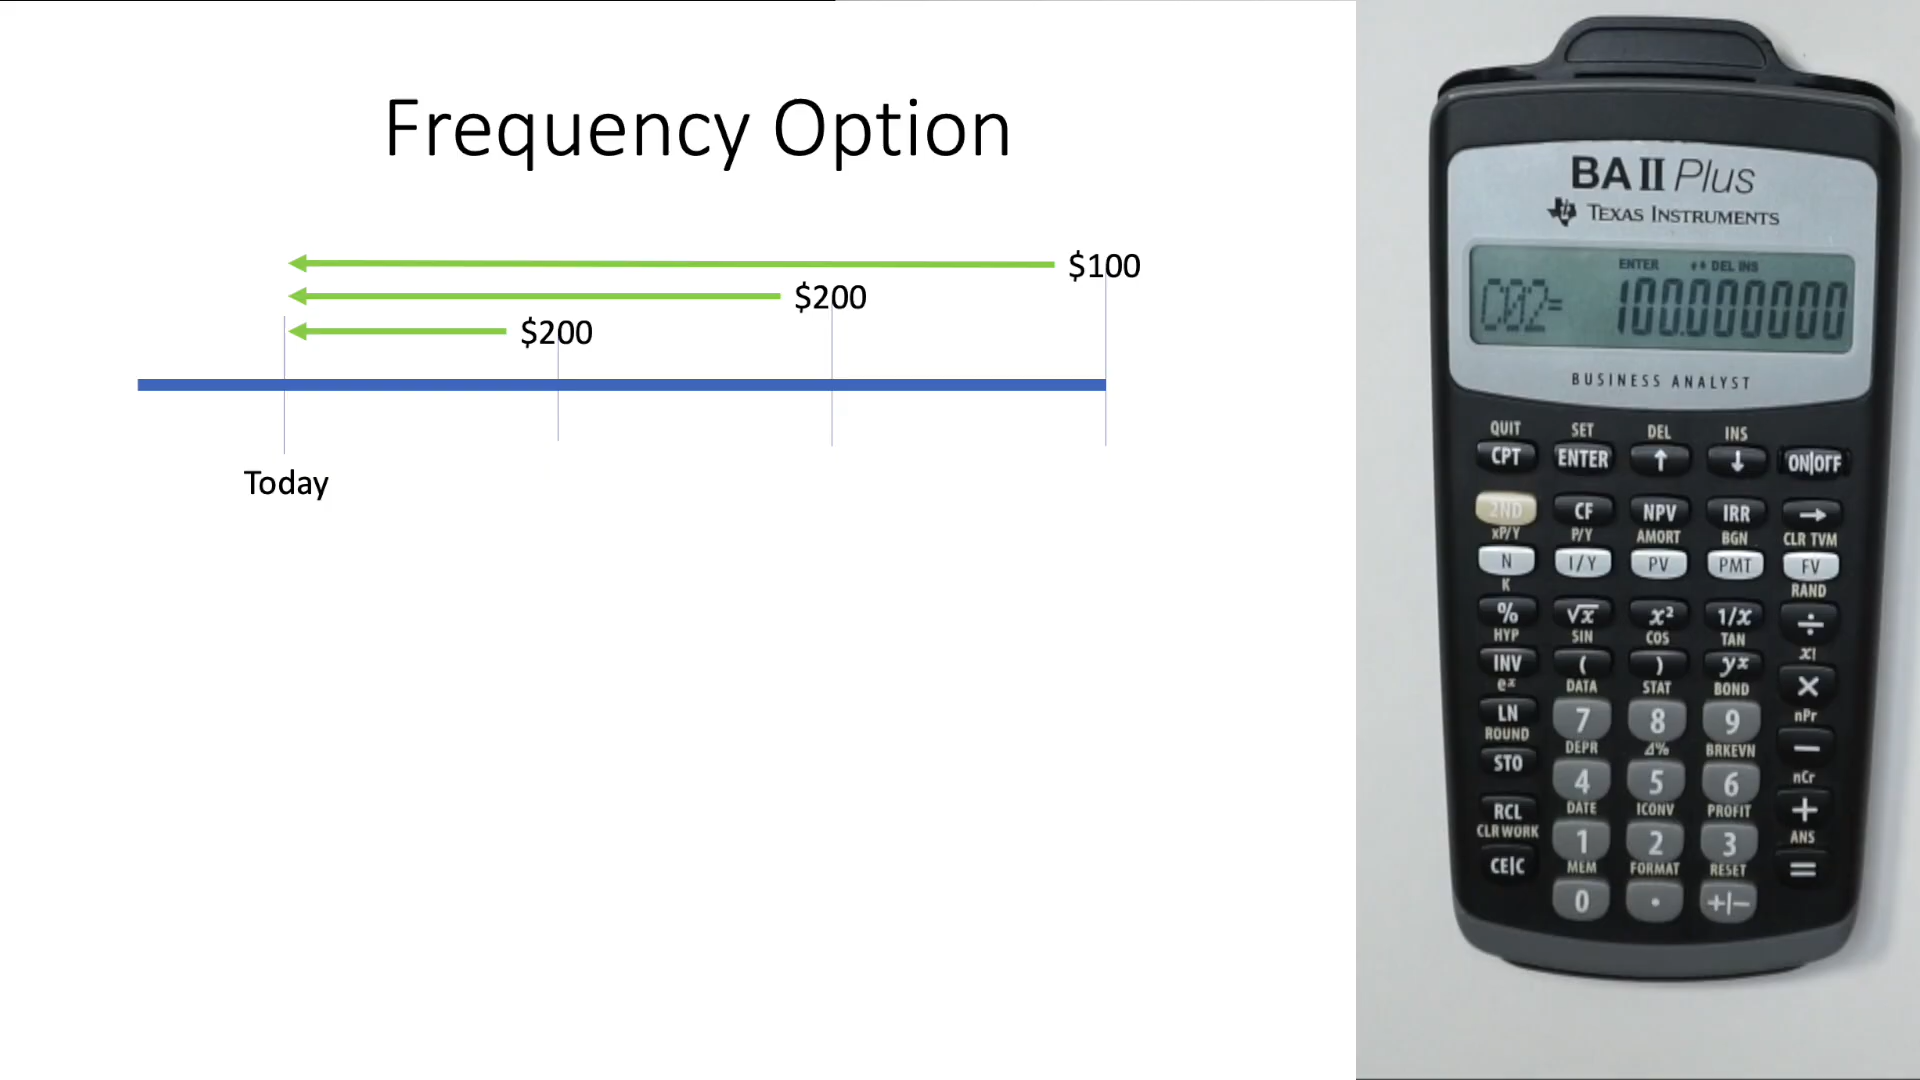 Frequency Option
$100
$200
$200
Today
BA II Plus
TEXAS INSTRUMENTS
ENTER ↑↓ DEL INS
C02= 100.000000
BUSINESS ANALYST
QUIT SET DEL INS
CPT ENTER ↑ ↓ ON|OFF
2ND CF NPV IRR →
xP/Y P/Y AMORT BGN CLR TVM
N I/Y PV PMT FV
K RAND
% √x x² 1/x ÷
HYP SIN COS TAN x!
INV ( ) yx ×
ex DATA STAT BOND nPr
LN 7 8 9 −
ROUND DEPR Δ% BRKEVN nCr
STO 4 5 6 +
DATE ICONV PROFIT ANS
RCL 1 2 3 =
CLR WORK MEM FORMAT RESET
CE|C 0 . +|−